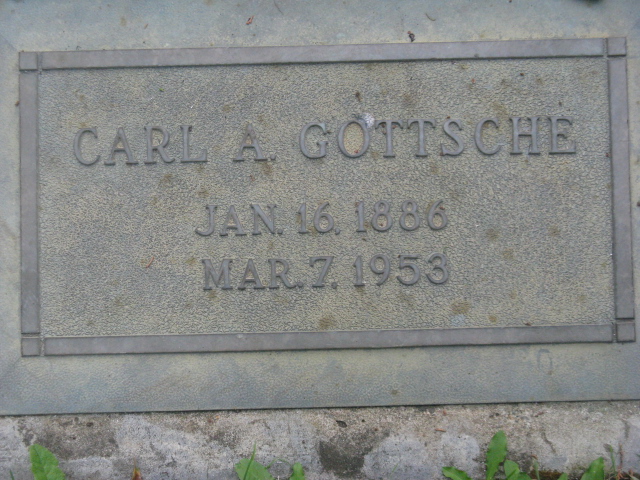 CARL A. GOTTSCHE
JAN. 16, 1886
MAR. 7, 1953